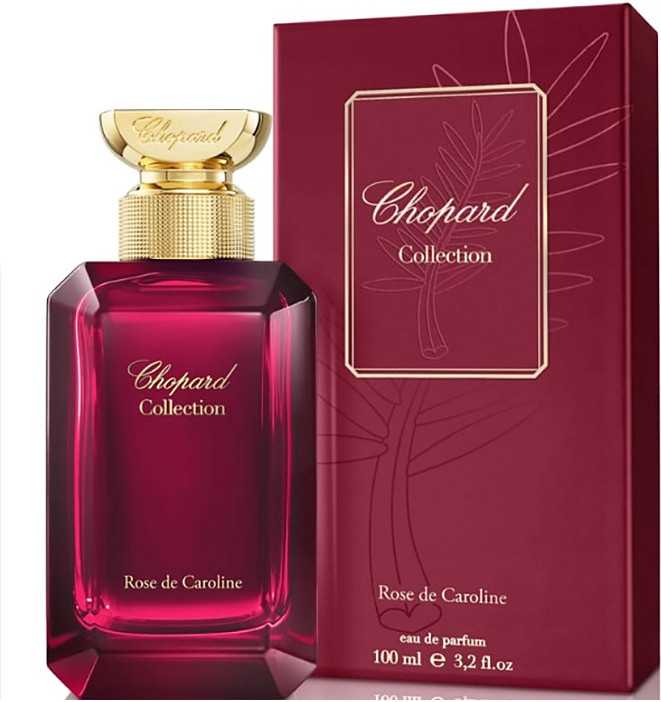 Chopard
Chopard
Collection
Rose de Caroline
Chopard
Collection
Rose de Caroline
eau de parfum
100 ml ℮ 3,2 fl.oz